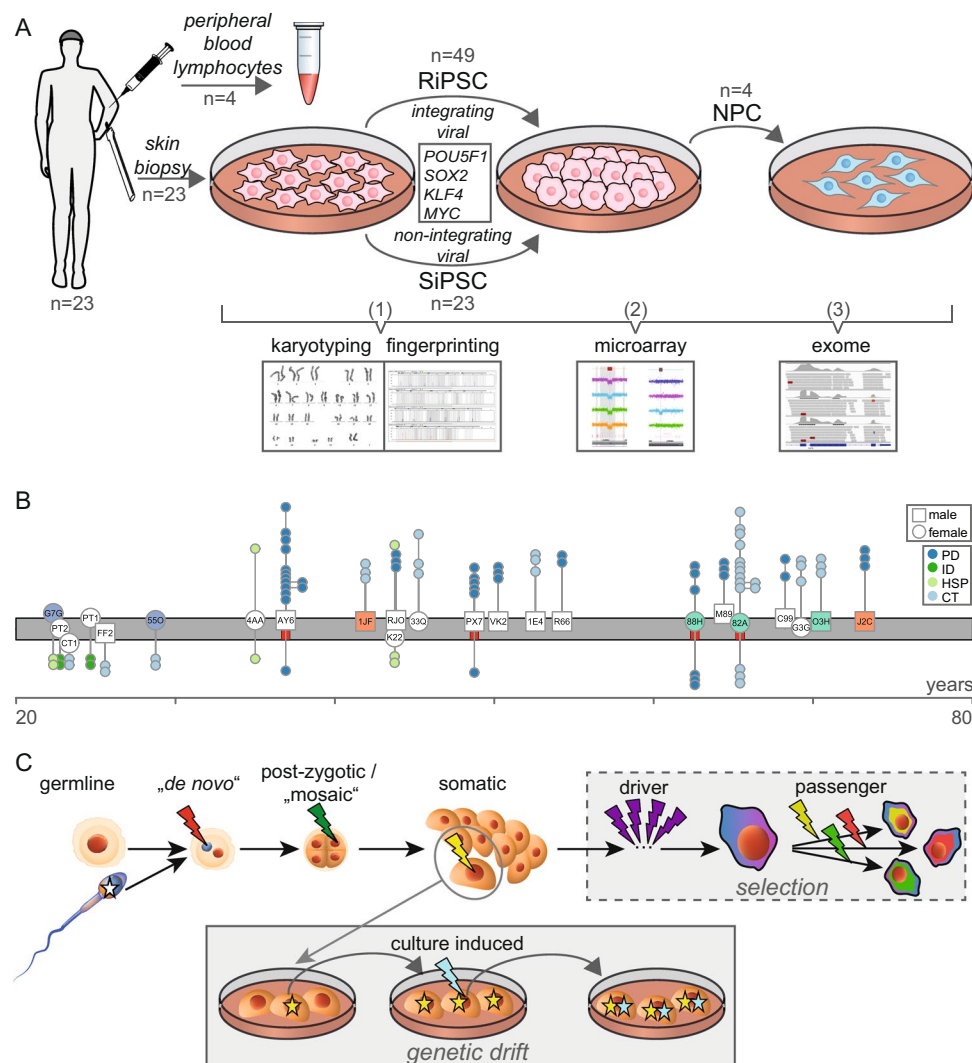 A
peripheral
blood
lymphocytes
n=4
skin
biopsy
n=23
n=23
n=49
RiPSC
integrating
viral
POU5F1
SOX2
KLF4
MYC
non-integrating
viral
SiPSC
n=23
n=4
NPC
(1)
(2)
(3)
karyotyping
fingerprinting
microarray
exome
B
male
female
PD
ID
HSP
CT
G7G
PT2
CT1
PT1
FF2
55O
4AA
AY6
1JF
RJO
K22
33Q
PX7
VK2
1E4
R66
88H
M89
82A
C99
G3G
O3H
J2C
years
20
80
C
germline
„de novo“
post-zygotic /
„mosaic“
somatic
driver
passenger
...
selection
culture induced
genetic drift